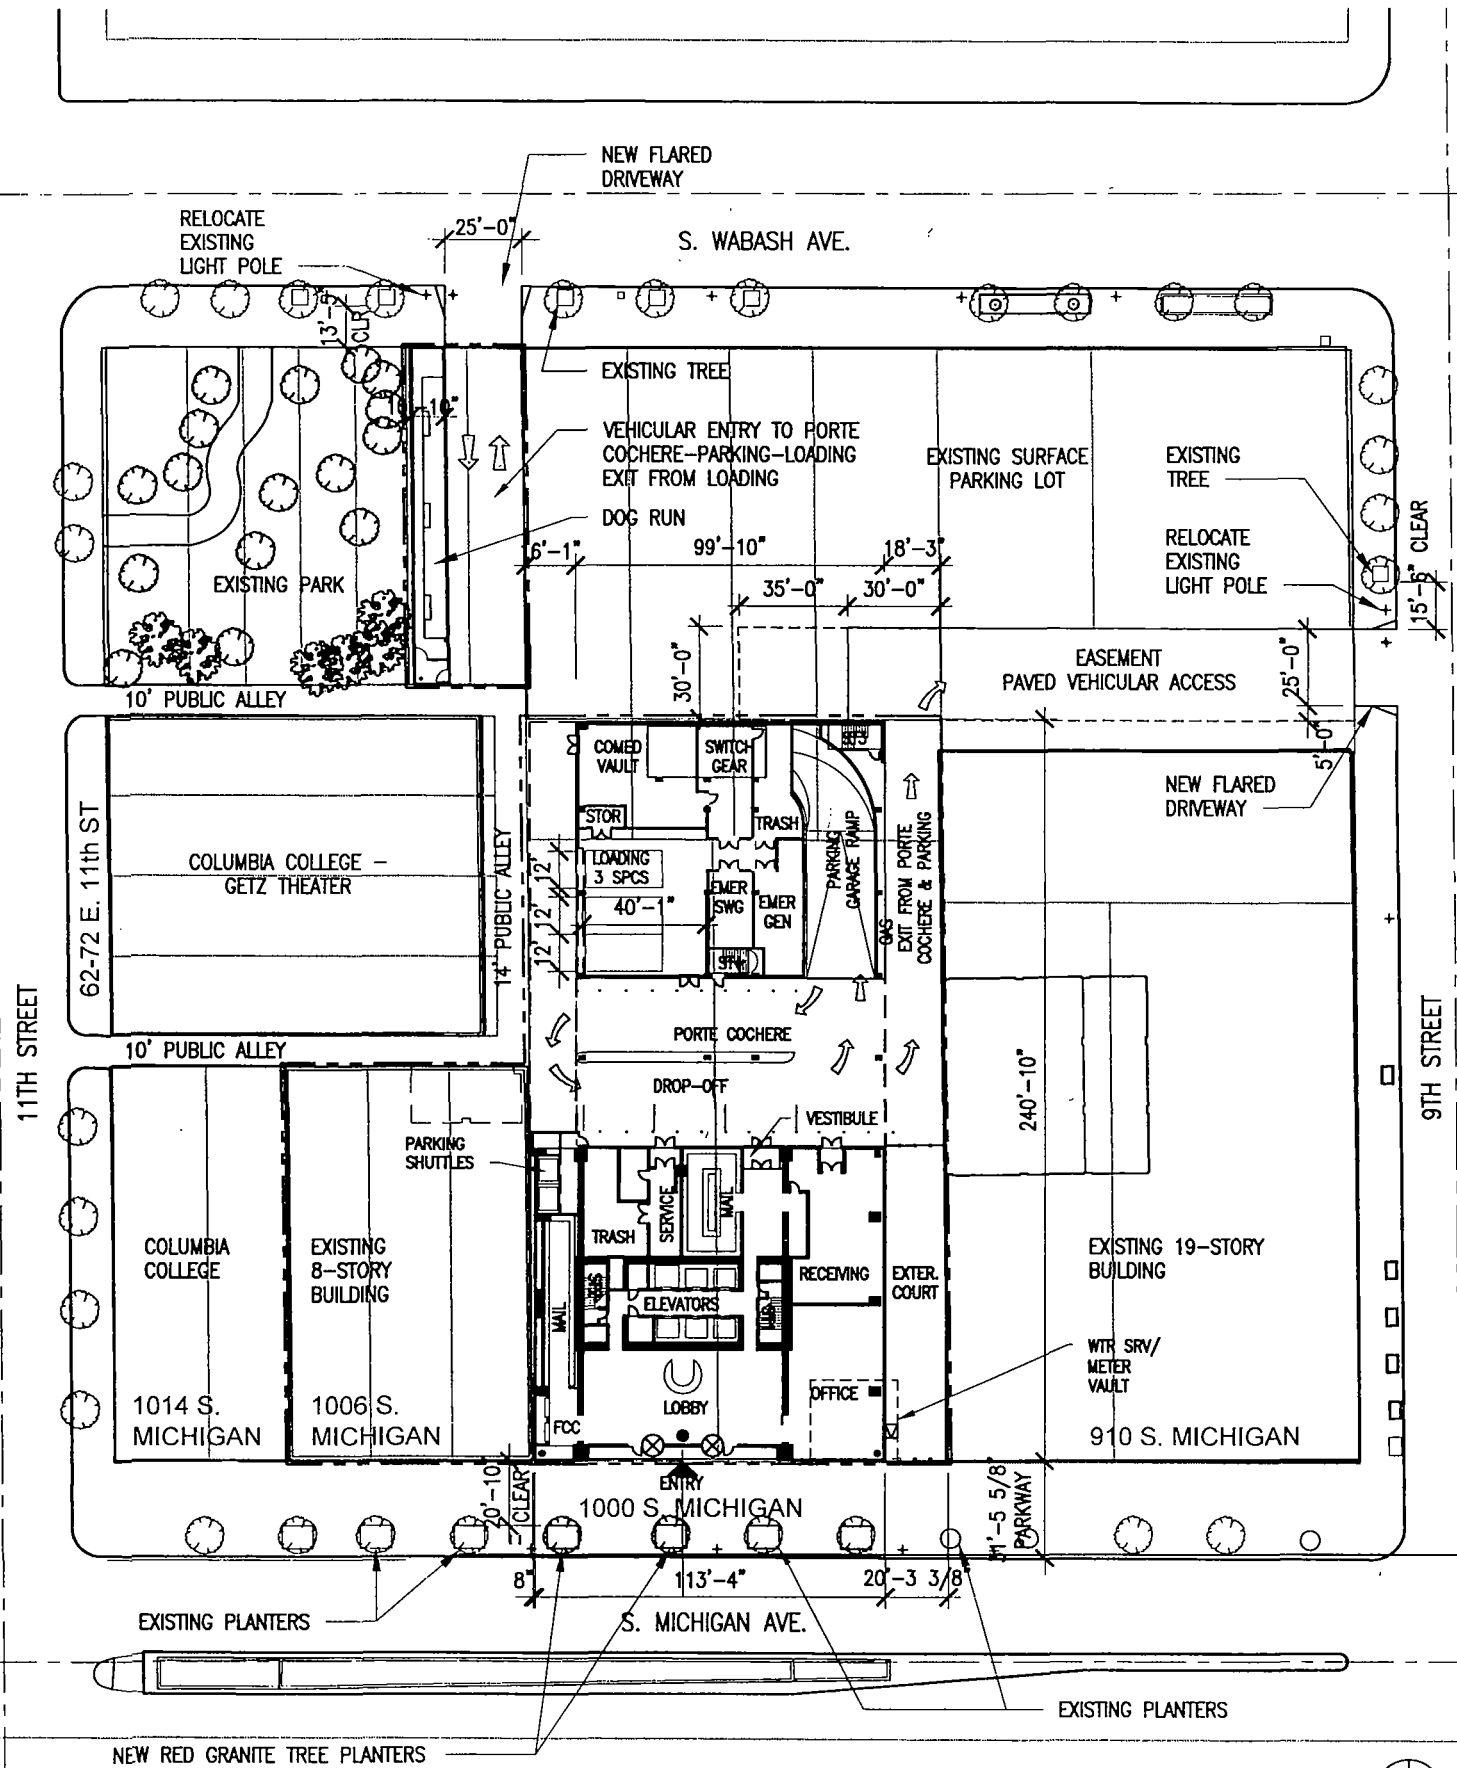 NEW FLARED
DRIVEWAY
RELOCATE
EXISTING
LIGHT POLE
25'-0"
S. WABASH AVE.
13'-5"
CLR
EXISTING TREE
VEHICULAR ENTRY TO PORTE
COCHERE-PARKING-LOADING
EXIT FROM LOADING
DOG RUN
EXISTING SURFACE
PARKING LOT
EXISTING
TREE
RELOCATE
EXISTING
LIGHT POLE
15'-6" CLEAR
EXISTING PARK
6'-1"
99'-10"
18'-3"
35'-0"
30'-0"
30'-0"
EASEMENT
PAVED VEHICULAR ACCESS
25'-0"
5'-0"
NEW FLARED
DRIVEWAY
10' PUBLIC ALLEY
COMED
VAULT
SWITCH
GEAR
STOR
TRASH
LOADING
3 SPCS
40'-1"
12'
12'
12'
EMER
SWG
EMER
GEN
PARKING
GARAGE RAMP
GAS
EXIT FROM PORTE
COCHERE & PARKING
62-72 E. 11th ST
COLUMBIA COLLEGE -
GETZ THEATER
14' PUBLIC ALLEY
10' PUBLIC ALLEY
11TH STREET
9TH STREET
PORTE COCHERE
DROP-OFF
VESTIBULE
240'-10"
PARKING
SHUTTLES
COLUMBIA
COLLEGE
EXISTING
8-STORY
BUILDING
TRASH
SERVICE
MAIL
RECEIVING
EXTER.
COURT
EXISTING 19-STORY
BUILDING
ELEVATORS
MAIL
WTR SRV/
METER
VAULT
LOBBY
OFFICE
FCC
1014 S.
MICHIGAN
1006 S.
MICHIGAN
910 S. MICHIGAN
ENTRY
1000 S. MICHIGAN
20'-10"
CLEAR
PARKWAY
8"
113'-4"
20'-3 3/8"
S. MICHIGAN AVE.
EXISTING PLANTERS
EXISTING PLANTERS
NEW RED GRANITE TREE PLANTERS